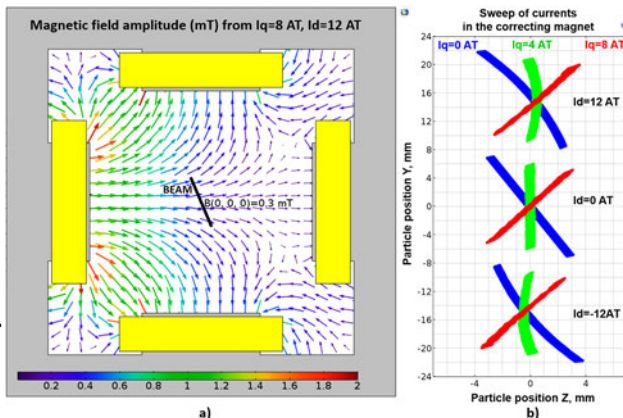 Magnetic field amplitude (mT) from Iq=8 AT, Id=12 AT
BEAM
B(0, 0, 0)=0.3 mT
0.2 0.4 0.6 0.8 1 1.2 1.4 1.6 1.8 2
a)
Sweep of currents
in the correcting magnet
Iq=0 AT Iq=4 AT Iq=8 AT
Id=12 AT
Id=0 AT
Id=-12AT
Particle position Y, mm
24
20
16
12
8
4
0
-4
-8
-12
-16
-20
-24
-4 0 4
Particle position Z, mm
b)